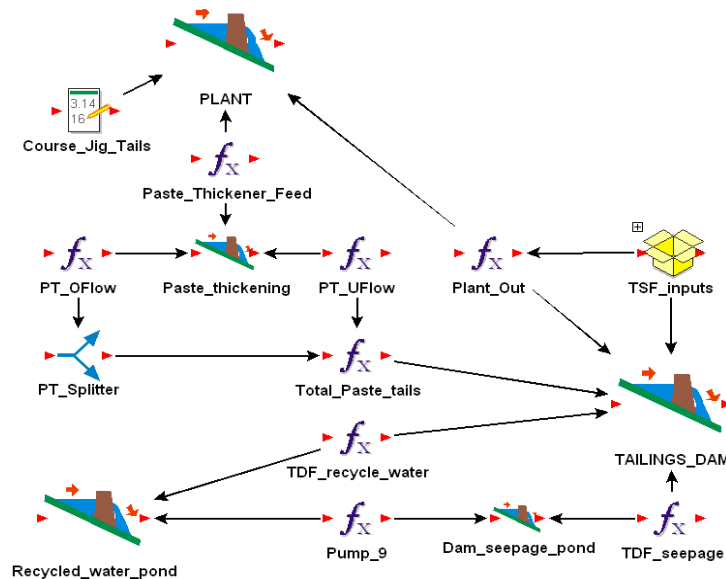 PLANT
3.14
16
Course_Jig_Tails
Paste_Thickener_Feed
PT_OFlow
Paste_thickening
PT_UFlow
Plant_Out
TSF_inputs
PT_Splitter
Total_Paste_tails
TDF_recycle_water
TAILINGS_DAM
Recycled_water_pond
Pump_9
Dam_seepage_pond
TDF_seepage